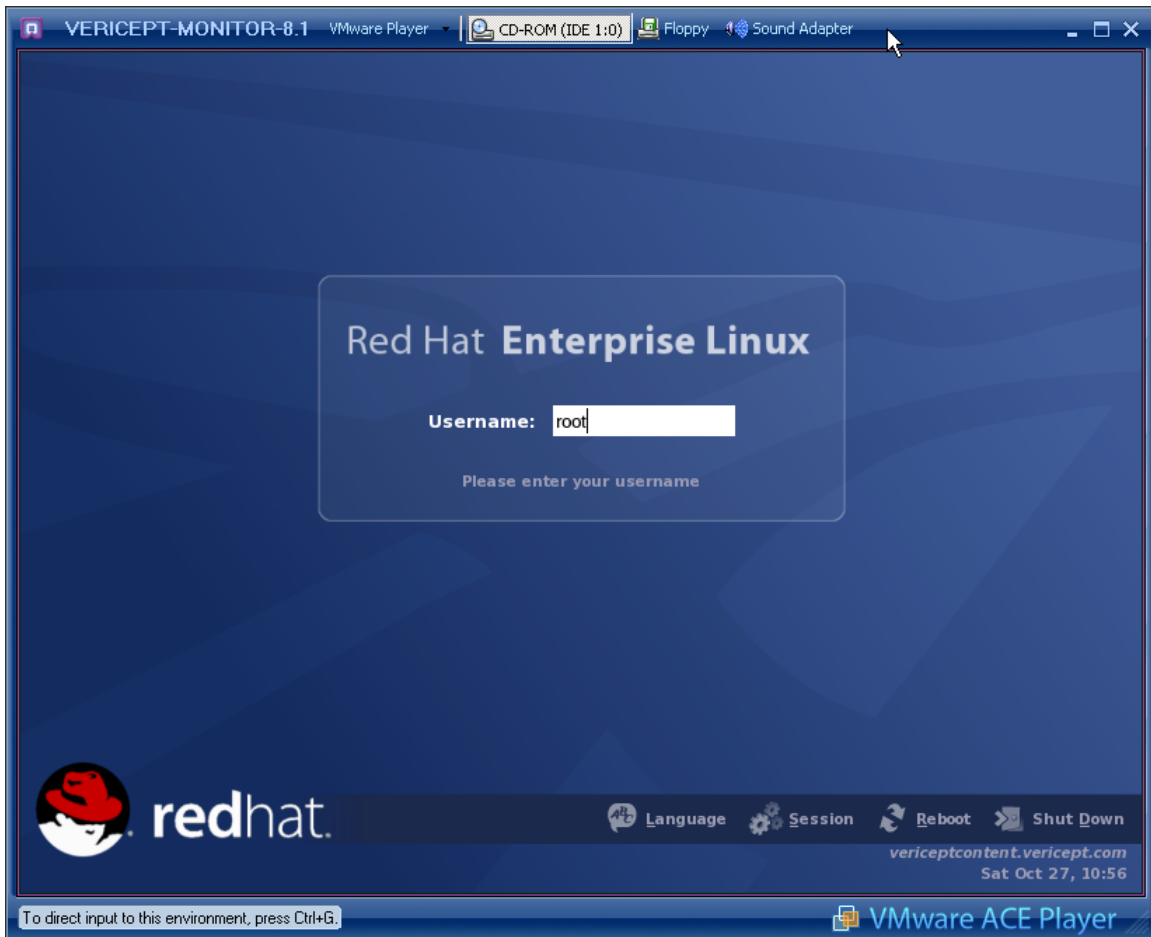 VERICEPT-MONITOR-8.1 VMware Player CD-ROM (IDE 1:0) Floppy Sound Adapter
Red Hat Enterprise Linux
Username: root
Please enter your username
redhat.
Language Session Reboot Shut Down
vericeptcontent.vericept.com
Sat Oct 27, 10:56
To direct input to this environment, press Ctrl+G.
VMware ACE Player